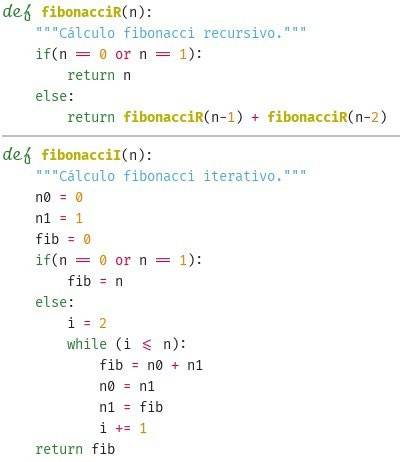 def fibonacciR(n):
    """Cálculo fibonacci recursivo."""
    if(n == 0 or n == 1):
        return n
    else:
        return fibonacciR(n-1) + fibonacciR(n-2)
def fibonacciI(n):
    """Cálculo fibonacci iterativo."""
    n0 = 0
    n1 = 1
    fib = 0
    if(n == 0 or n == 1):
        fib = n
    else:
        i = 2
        while (i <= n):
            fib = n0 + n1
            n0 = n1
            n1 = fib
            i += 1
    return fib